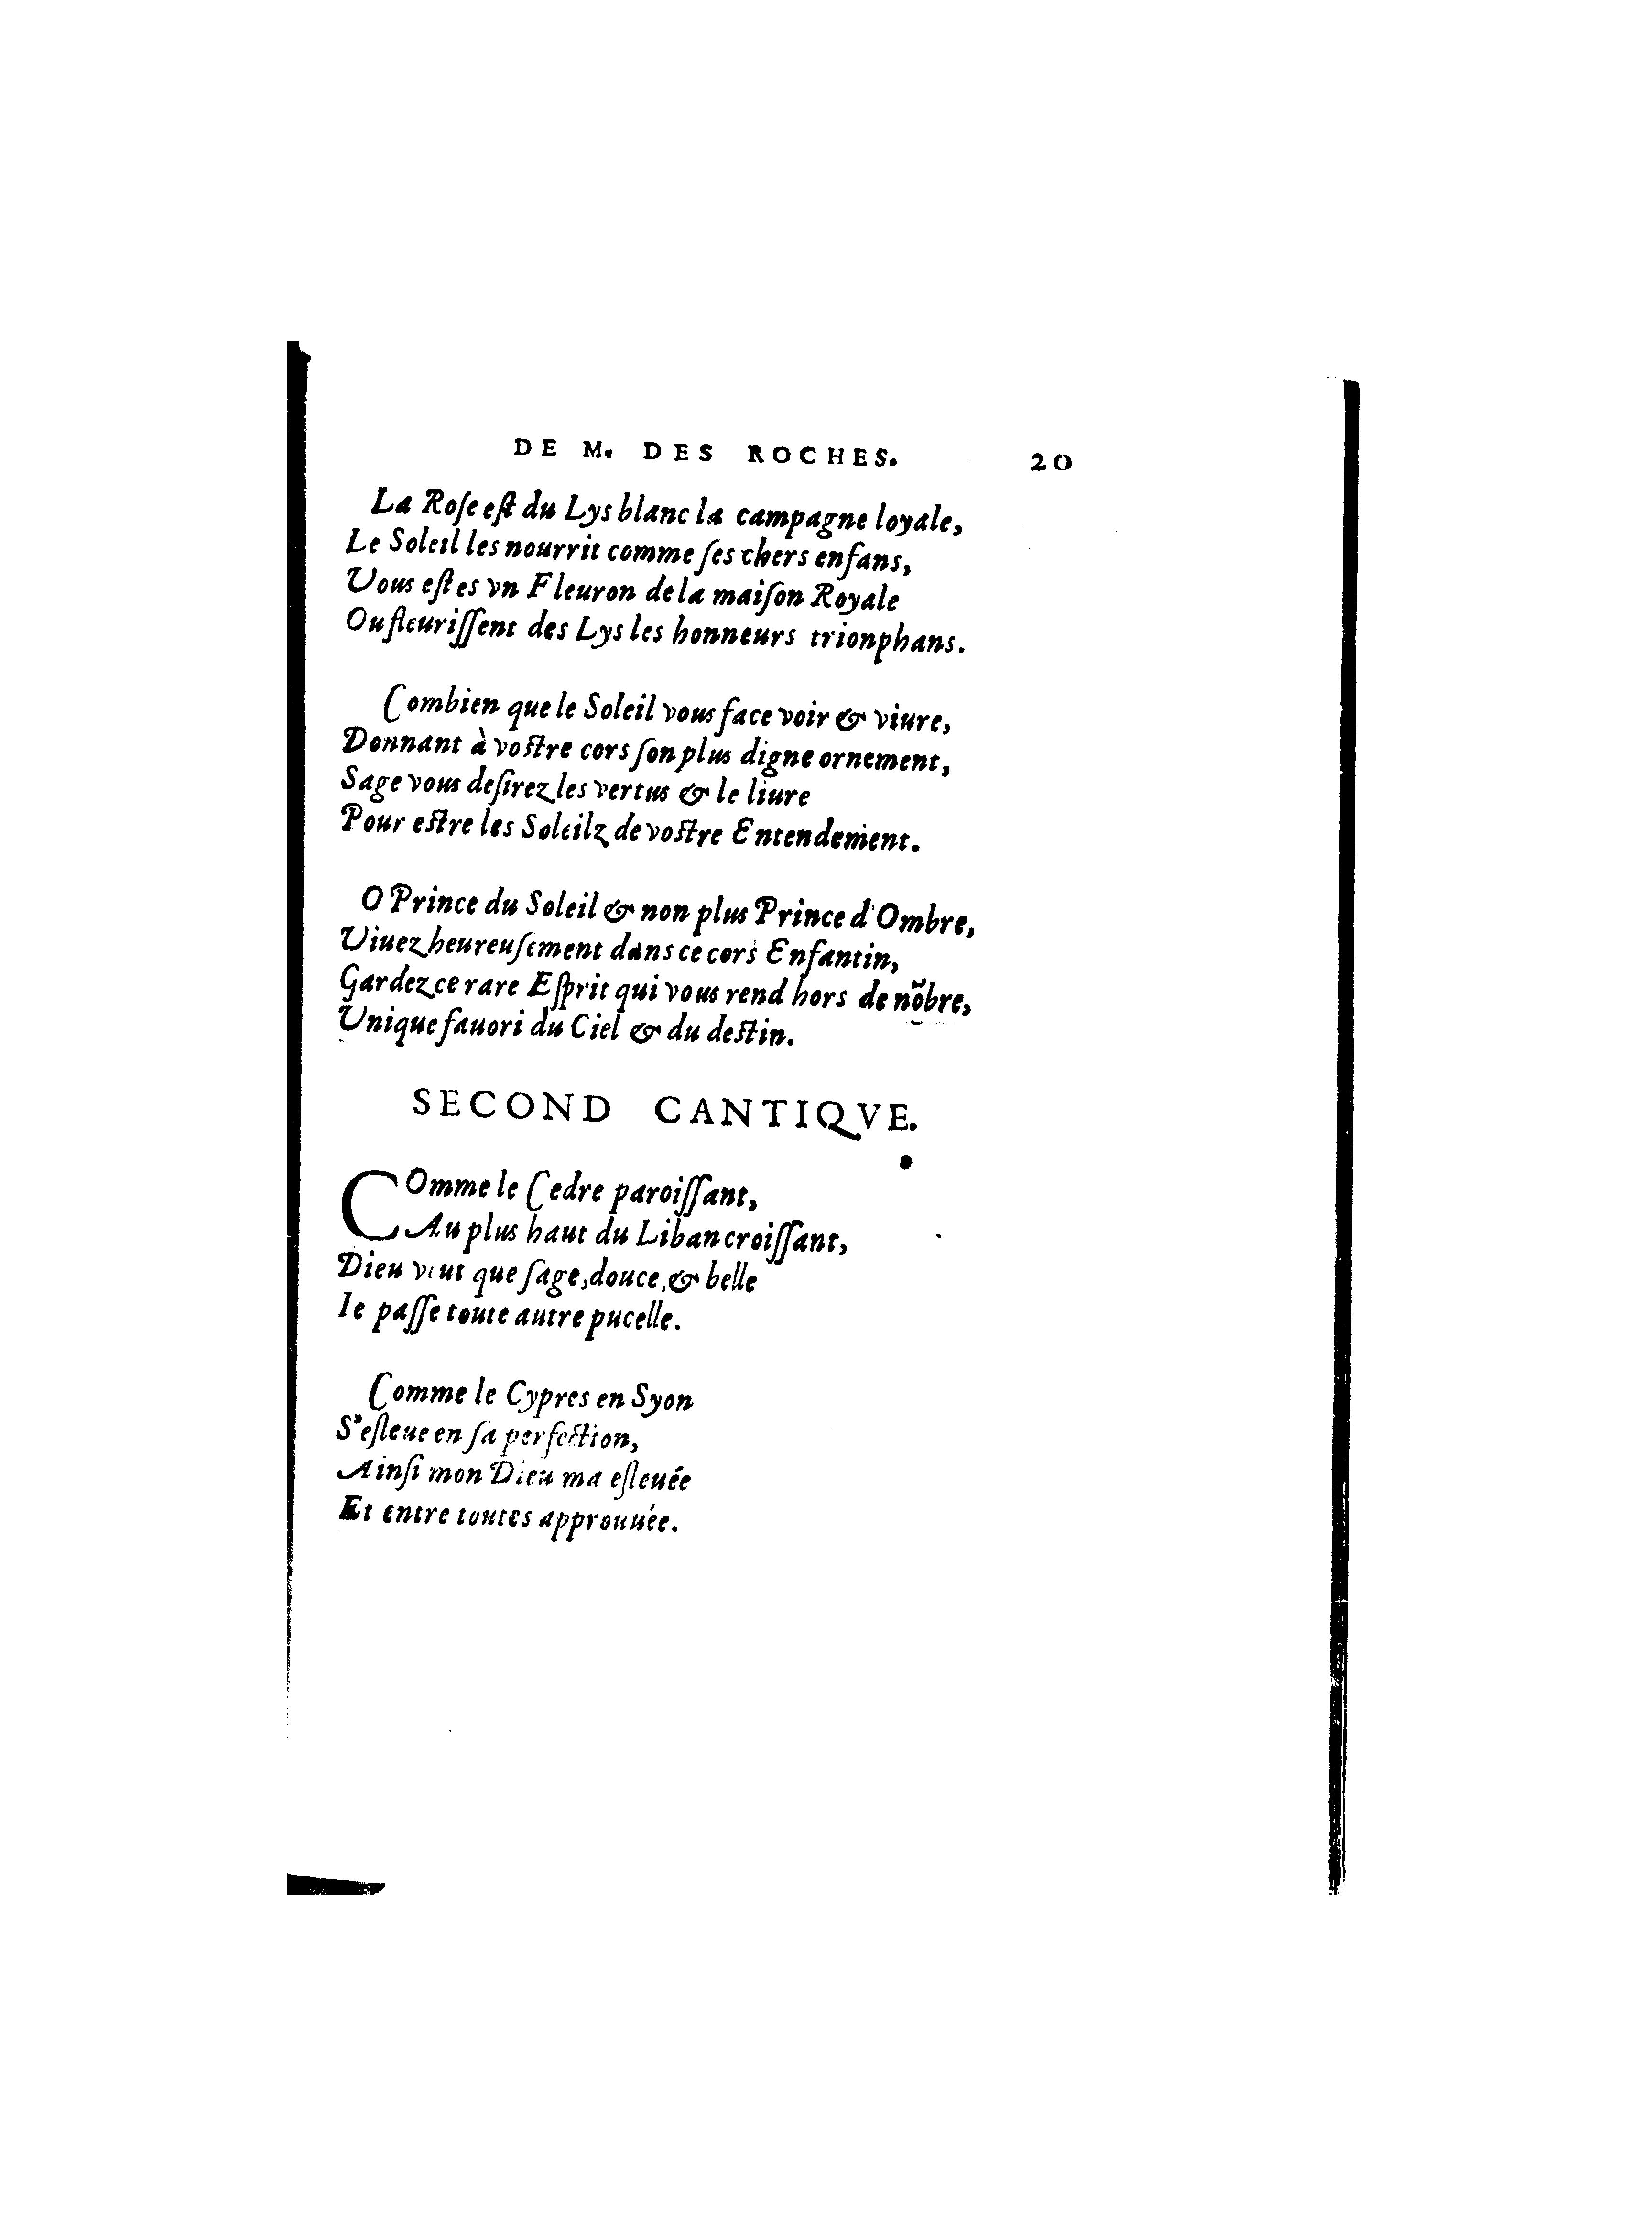 DE M. DES ROCHES. 20
La Roſe eſt du Lys blanc la campagne loyale,
Le Soleil les nourrit comme ſes chers enfans,
Vous eſtes vn Fleuron de la maiſon Royale
Ou fleuriſſent des Lys les honneurs trionphans.
Combien que le Soleil vous face voir & viure,
Donnant à voſtre cors ſon plus digne ornement,
Sage vous deſirez les vertus & le liure
Pour eſtre les Soleilz de voſtre Entendement.
O Prince du Soleil & non plus Prince d'Ombre,
Viuez heureuſement dans ce cors Enfantin,
Gardez ce rare Eſprit qui vous rend hors de nõbre,
Vnique fauori du Ciel & du deſtin.
SECOND CANTIQVE.
COmme le Cedre paroiſſant,
Au plus haut du Liban croiſſant,
Dieu veut que ſage, douce, & belle
Ie paſſe toute autre pucelle.
Comme le Cypres en Syon
S'eſleue en ſa perfection,
Ainſi mon Dieu ma eſleuée
Et entre toutes approuuée.